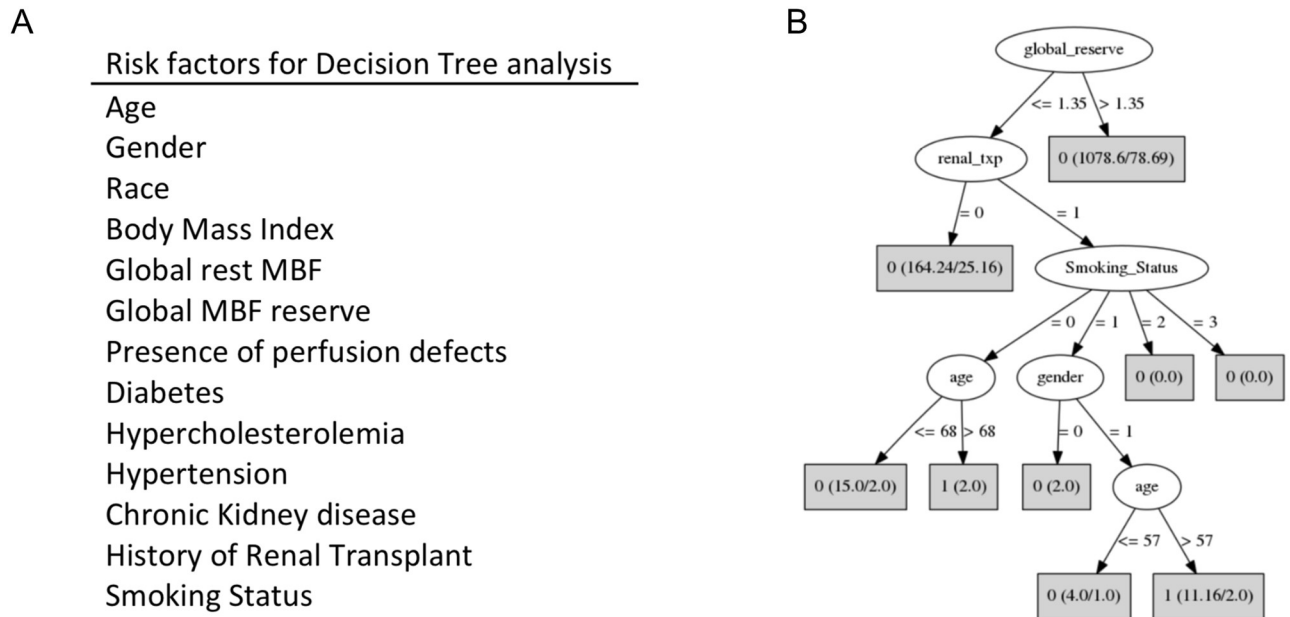 A
Risk factors for Decision Tree analysis
Age
Gender
Race
Body Mass Index
Global rest MBF
Global MBF reserve
Presence of perfusion defects
Diabetes
Hypercholesterolemia
Hypertension
Chronic Kidney disease
History of Renal Transplant
Smoking Status
B
global_reserve
<= 1.35 > 1.35
renal_txp 0 (1078.6/78.69)
= 0 = 1
0 (164.24/25.16) Smoking_Status
= 0 = 1 = 2 = 3
age gender 0 (0.0) 0 (0.0)
<= 68 > 68 = 0 = 1
0 (15.0/2.0) 1 (2.0) 0 (2.0) age
<= 57 > 57
0 (4.0/1.0) 1 (11.16/2.0)